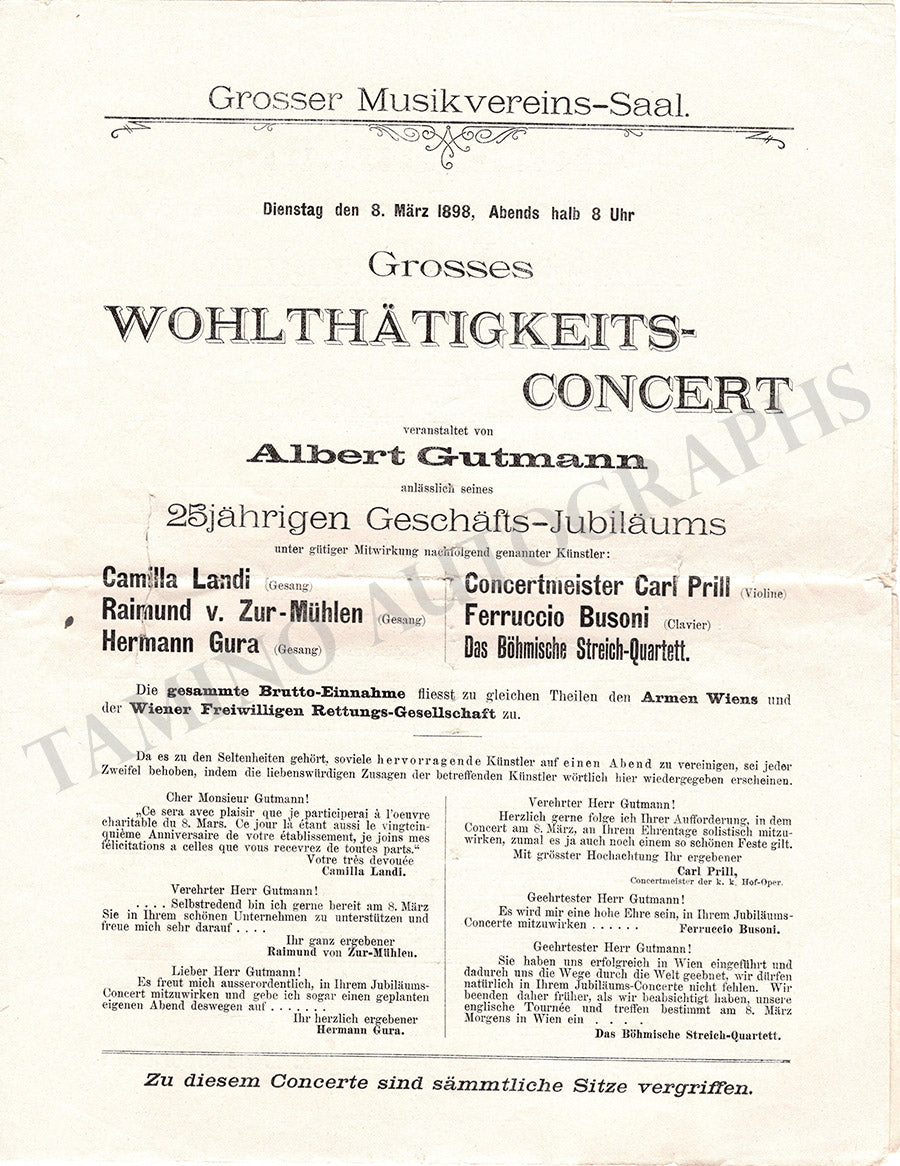 Grosser Musikvereins-Saal.
Dienstag den 8. März 1898, Abends halb 8 Uhr
Grosses
WOHLTHÄTIGKEITS-
CONCERT
veranstaltet von
Albert Gutmann
anlässlich seines
25jährigen Geschäfts-Jubiläums
unter gütiger Mitwirkung nachfolgend genannter Künstler:
Camilla Landi (Gesang)
Raimund v. Zur-Mühlen (Gesang)
Hermann Gura (Gesang)
Concertmeister Carl Prill (Violine)
Ferruccio Busoni (Clavier)
Das Böhmische Streich-Quartett.
Die gesammte Brutto-Einnahme fliesst zu gleichen Theilen den Armen Wiens und
der Wiener Freiwilligen Rettungs-Gesellschaft zu.
Da es zu den Seltenheiten gehört, soviele hervorragende Künstler auf einen Abend zu vereinigen, sei jeder
Zweifel behoben, indem die liebenswürdigen Zusagen der betreffenden Künstler wörtlich hier wiedergegeben erscheinen.
Cher Monsieur Gutmann!
„Ce sera avec plaisir que je participerai à l'oeuvre
charitable du 8. Mars. Ce jour là étant aussi le vingtcin-
quième Anniversaire de votre établissement, je joins mes
félicitations a celles que vous recevrez de toutes parts.“
Votre très devouée
Camilla Landi.
Verehrter Herr Gutmann!
. . . . Selbstredend bin ich gerne bereit am 8. März
Sie in Ihrem schönen Unternehmen zu unterstützen und
freue mich sehr darauf . . . .
Ihr ganz ergebener
Raimund von Zur-Mühlen.
Lieber Herr Gutmann!
Es freut mich ausserordentlich, in Ihrem Jubiläums-
Concert mitzuwirken und gebe ich sogar einen geplanten
eigenen Abend deswegen auf . . . . . . .
Ihr herzlich ergebener
Hermann Gura.
Verehrter Herr Gutmann!
Herzlich gerne folge ich Ihrer Aufforderung, in dem
Concert am 8. März, an Ihrem Ehrentage solistisch mitzu-
wirken, zumal es ja auch noch einem so schönen Feste gilt.
Mit grösster Hochachtung Ihr ergebener
Carl Prill,
Concertmeister der k. k. Hof-Oper.
Geehrtester Herr Gutmann!
Es wird mir eine hohe Ehre sein, in Ihrem Jubiläums-
Concerte mitzuwirken . . . . . . Ferruccio Busoni.
Geehrtester Herr Gutmann!
Sie haben uns erfolgreich in Wien eingeführt und
dadurch uns die Wege durch die Welt geebnet, wir dürfen
natürlich in Ihrem Jubiläums-Concerte nicht fehlen. Wir
beenden daher früher, als wir beabsichtigt haben, unsere
englische Tournée und treffen bestimmt am 8. März
Morgens in Wien ein . . . .
Das Böhmische Streich-Quartett.
Zu diesem Concerte sind sämmtliche Sitze vergriffen.
TAMINO AUTOGRAPHS